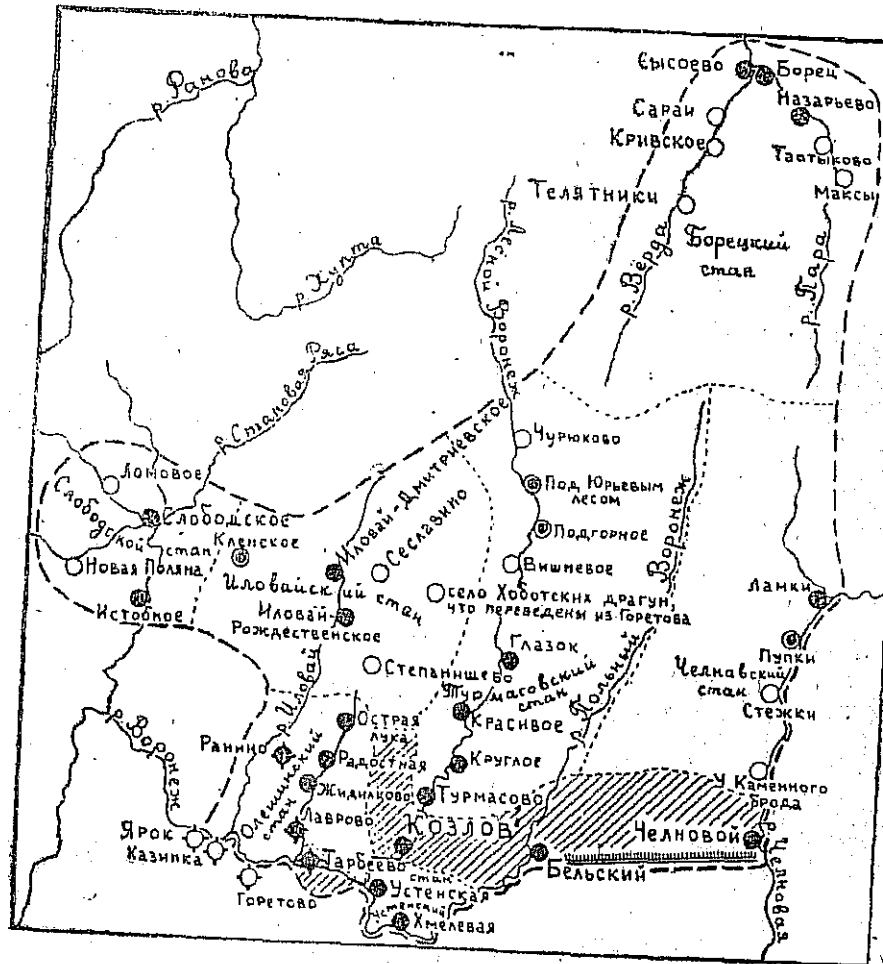 р. Ранова
Сысоево
Борец
Назарьево
Сараи
Кривское
Таптыково
Максы
Телятники
р. Лесной Воронеж
р. Вёрда
Борецкий
стан
р. Пара
р. Хупта
р. Становая Ряса
Чурюково
Ломовое
Слободской стан
Слободское
Кленское
Иловай-Дмитриевское
Сеславино
Под Юрьевым
лесом
Подгорное
р. Польный Воронеж
Новая Поляна
Иловайский стан
Вишневое
село Хоботских драгун,
что переведены из Горетова
Истобное
Иловай-
Рождественское
Ламки
Глазок
Пупки
Степанищево
Турмасовский
стан
Челнавский
стан
Стежки
р. Воронеж
р. Иловай
Острая
лука
Красивое
Ранино
Радостная
Круглое
Олешинский
стан
Жидилово
Турмасово
У Каменного
брода
Ярок
Казинка
Лаврово
Козлов
Челновой
Тарбеево
Бельский
р. Челновая
Горетово
Устенская
Устенский
стан
Хмелевая